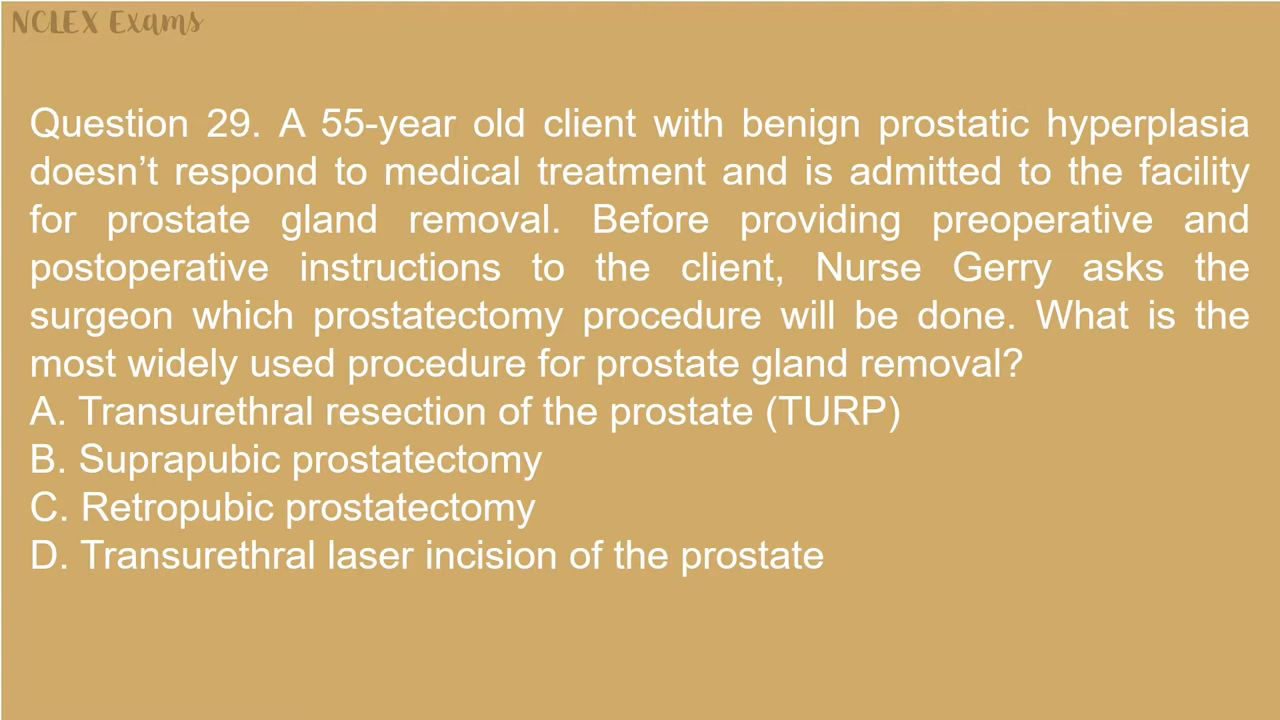 NCLEX Exams
Question 29. A 55-year old client with benign prostatic hyperplasia
doesn’t respond to medical treatment and is admitted to the facility
for prostate gland removal. Before providing preoperative and
postoperative instructions to the client, Nurse Gerry asks the
surgeon which prostatectomy procedure will be done. What is the
most widely used procedure for prostate gland removal?
A. Transurethral resection of the prostate (TURP)
B. Suprapubic prostatectomy
C. Retropubic prostatectomy
D. Transurethral laser incision of the prostate